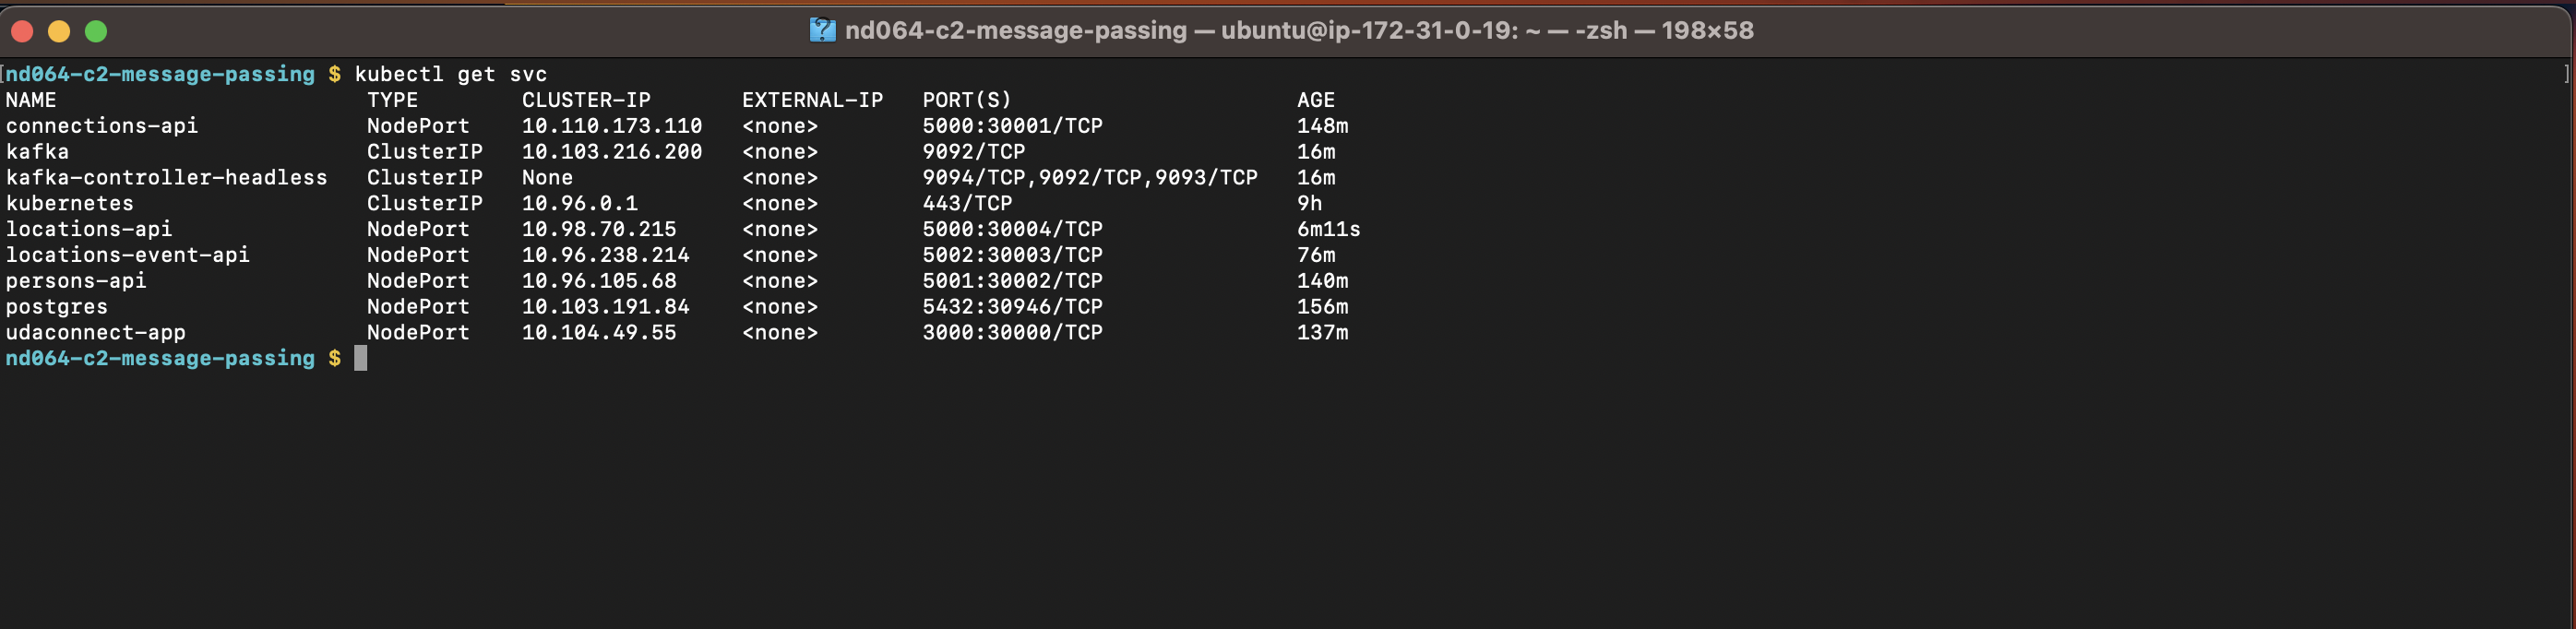 nd064-c2-message-passing — ubuntu@ip-172-31-0-19: ~ — -zsh — 198×58
[nd064-c2-message-passing $ kubectl get svc ]
NAME TYPE CLUSTER-IP EXTERNAL-IP PORT(S) AGE
connections-api NodePort 10.110.173.110 <none> 5000:30001/TCP 148m
kafka ClusterIP 10.103.216.200 <none> 9092/TCP 16m
kafka-controller-headless ClusterIP None <none> 9094/TCP,9092/TCP,9093/TCP 16m
kubernetes ClusterIP 10.96.0.1 <none> 443/TCP 9h
locations-api NodePort 10.98.70.215 <none> 5000:30004/TCP 6m11s
locations-event-api NodePort 10.96.238.214 <none> 5002:30003/TCP 76m
persons-api NodePort 10.96.105.68 <none> 5001:30002/TCP 140m
postgres NodePort 10.103.191.84 <none> 5432:30946/TCP 156m
udaconnect-app NodePort 10.104.49.55 <none> 3000:30000/TCP 137m
nd064-c2-message-passing $